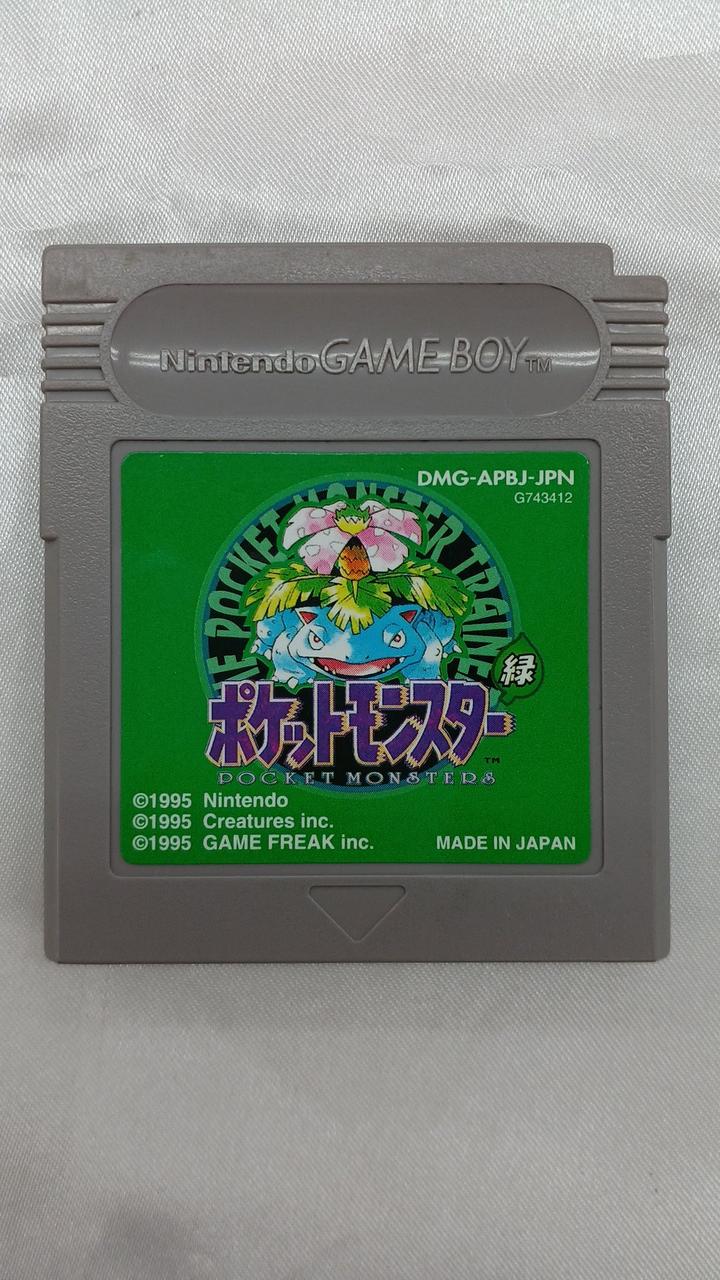 Nintendo GAME BOY TM
DMG-APBJ-JPN
G743412
POCKET MONSTER TRAINE
緑
ポケットモンスター
TM
POCKET MONSTERS
©1995 Nintendo
©1995 Creatures inc.
©1995 GAME FREAK inc.
MADE IN JAPAN